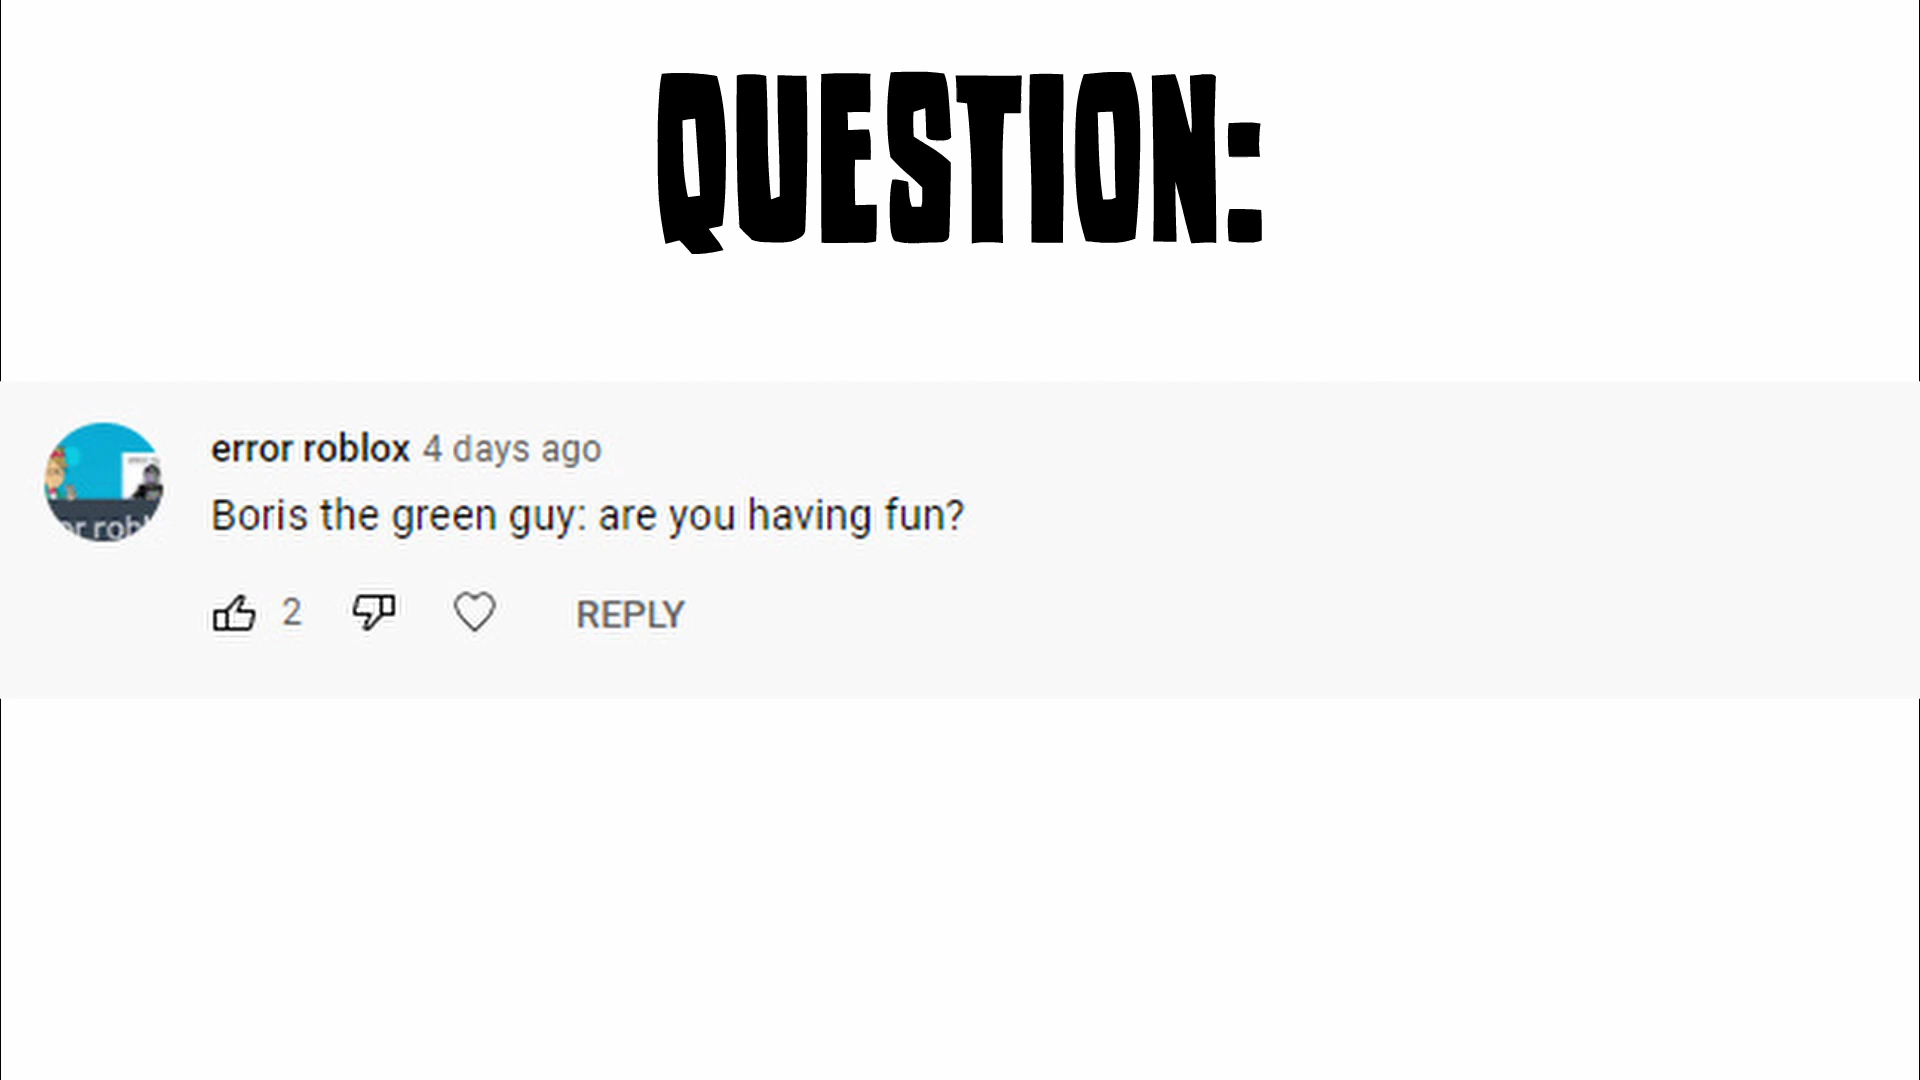 QUESTION:
error roblox 4 days ago
Boris the green guy: are you having fun?
2 REPLY